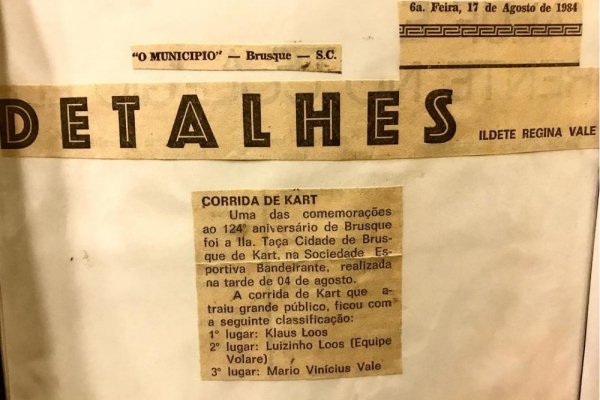 6a. Feira, 17 de Agosto de 1984
"O MUNICIPIO" — Brusque — S.C.
DETALHES
ILDETE REGINA VALE
CORRIDA DE KART
Uma das comemorações
ao 124º aniversário de Brusque
foi a IIa. Taça Cidade de Brus-
que de Kart, na Sociedade Es-
portiva Bandeirante, realizada
na tarde de 04 de agosto.
A corrida de Kart que a-
traiu grande público, ficou com
a seguinte classificação:
1º lugar: Klaus Loos
2º lugar: Luizinho Loos (Equipe
Volare)
3º lugar: Mario Vinícius Vale